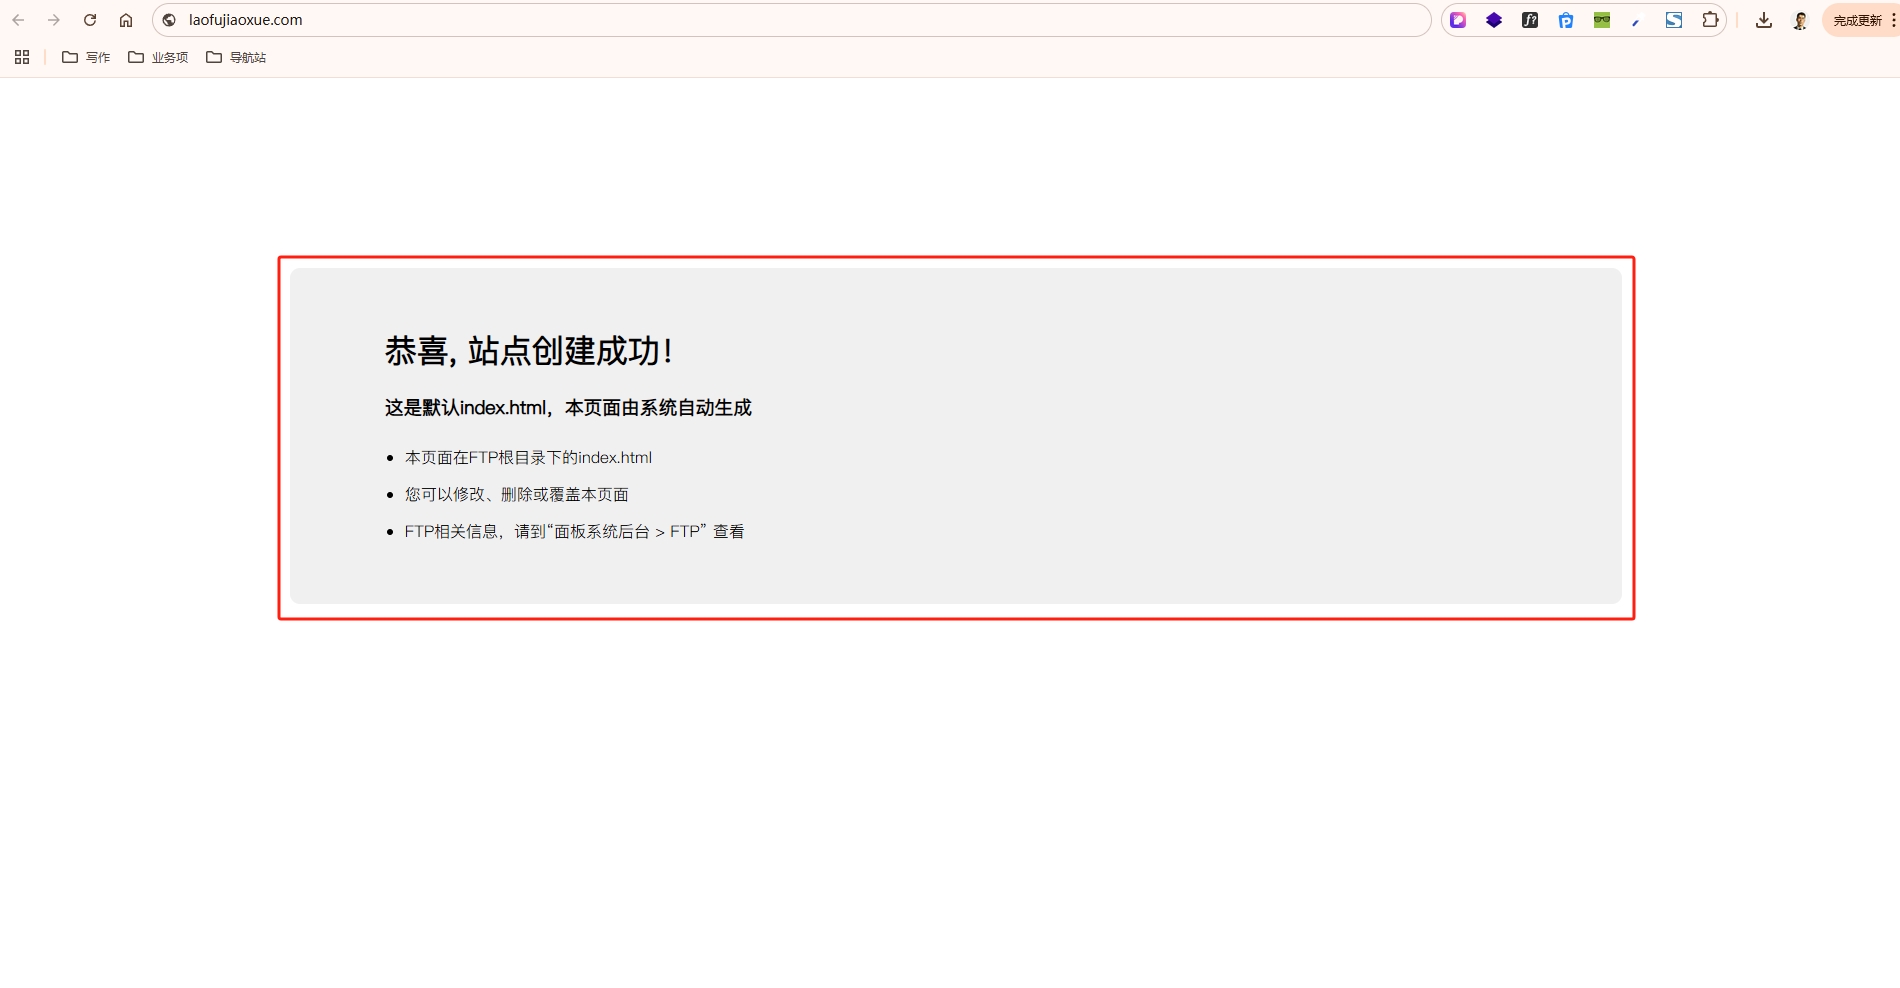 laofujiaoxue.com
完成更新
写作
业务项
导航站
恭喜, 站点创建成功！
这是默认index.html，本页面由系统自动生成
本页面在FTP根目录下的index.html
您可以修改、删除或覆盖本页面
FTP相关信息，请到“面板系统后台 > FTP” 查看